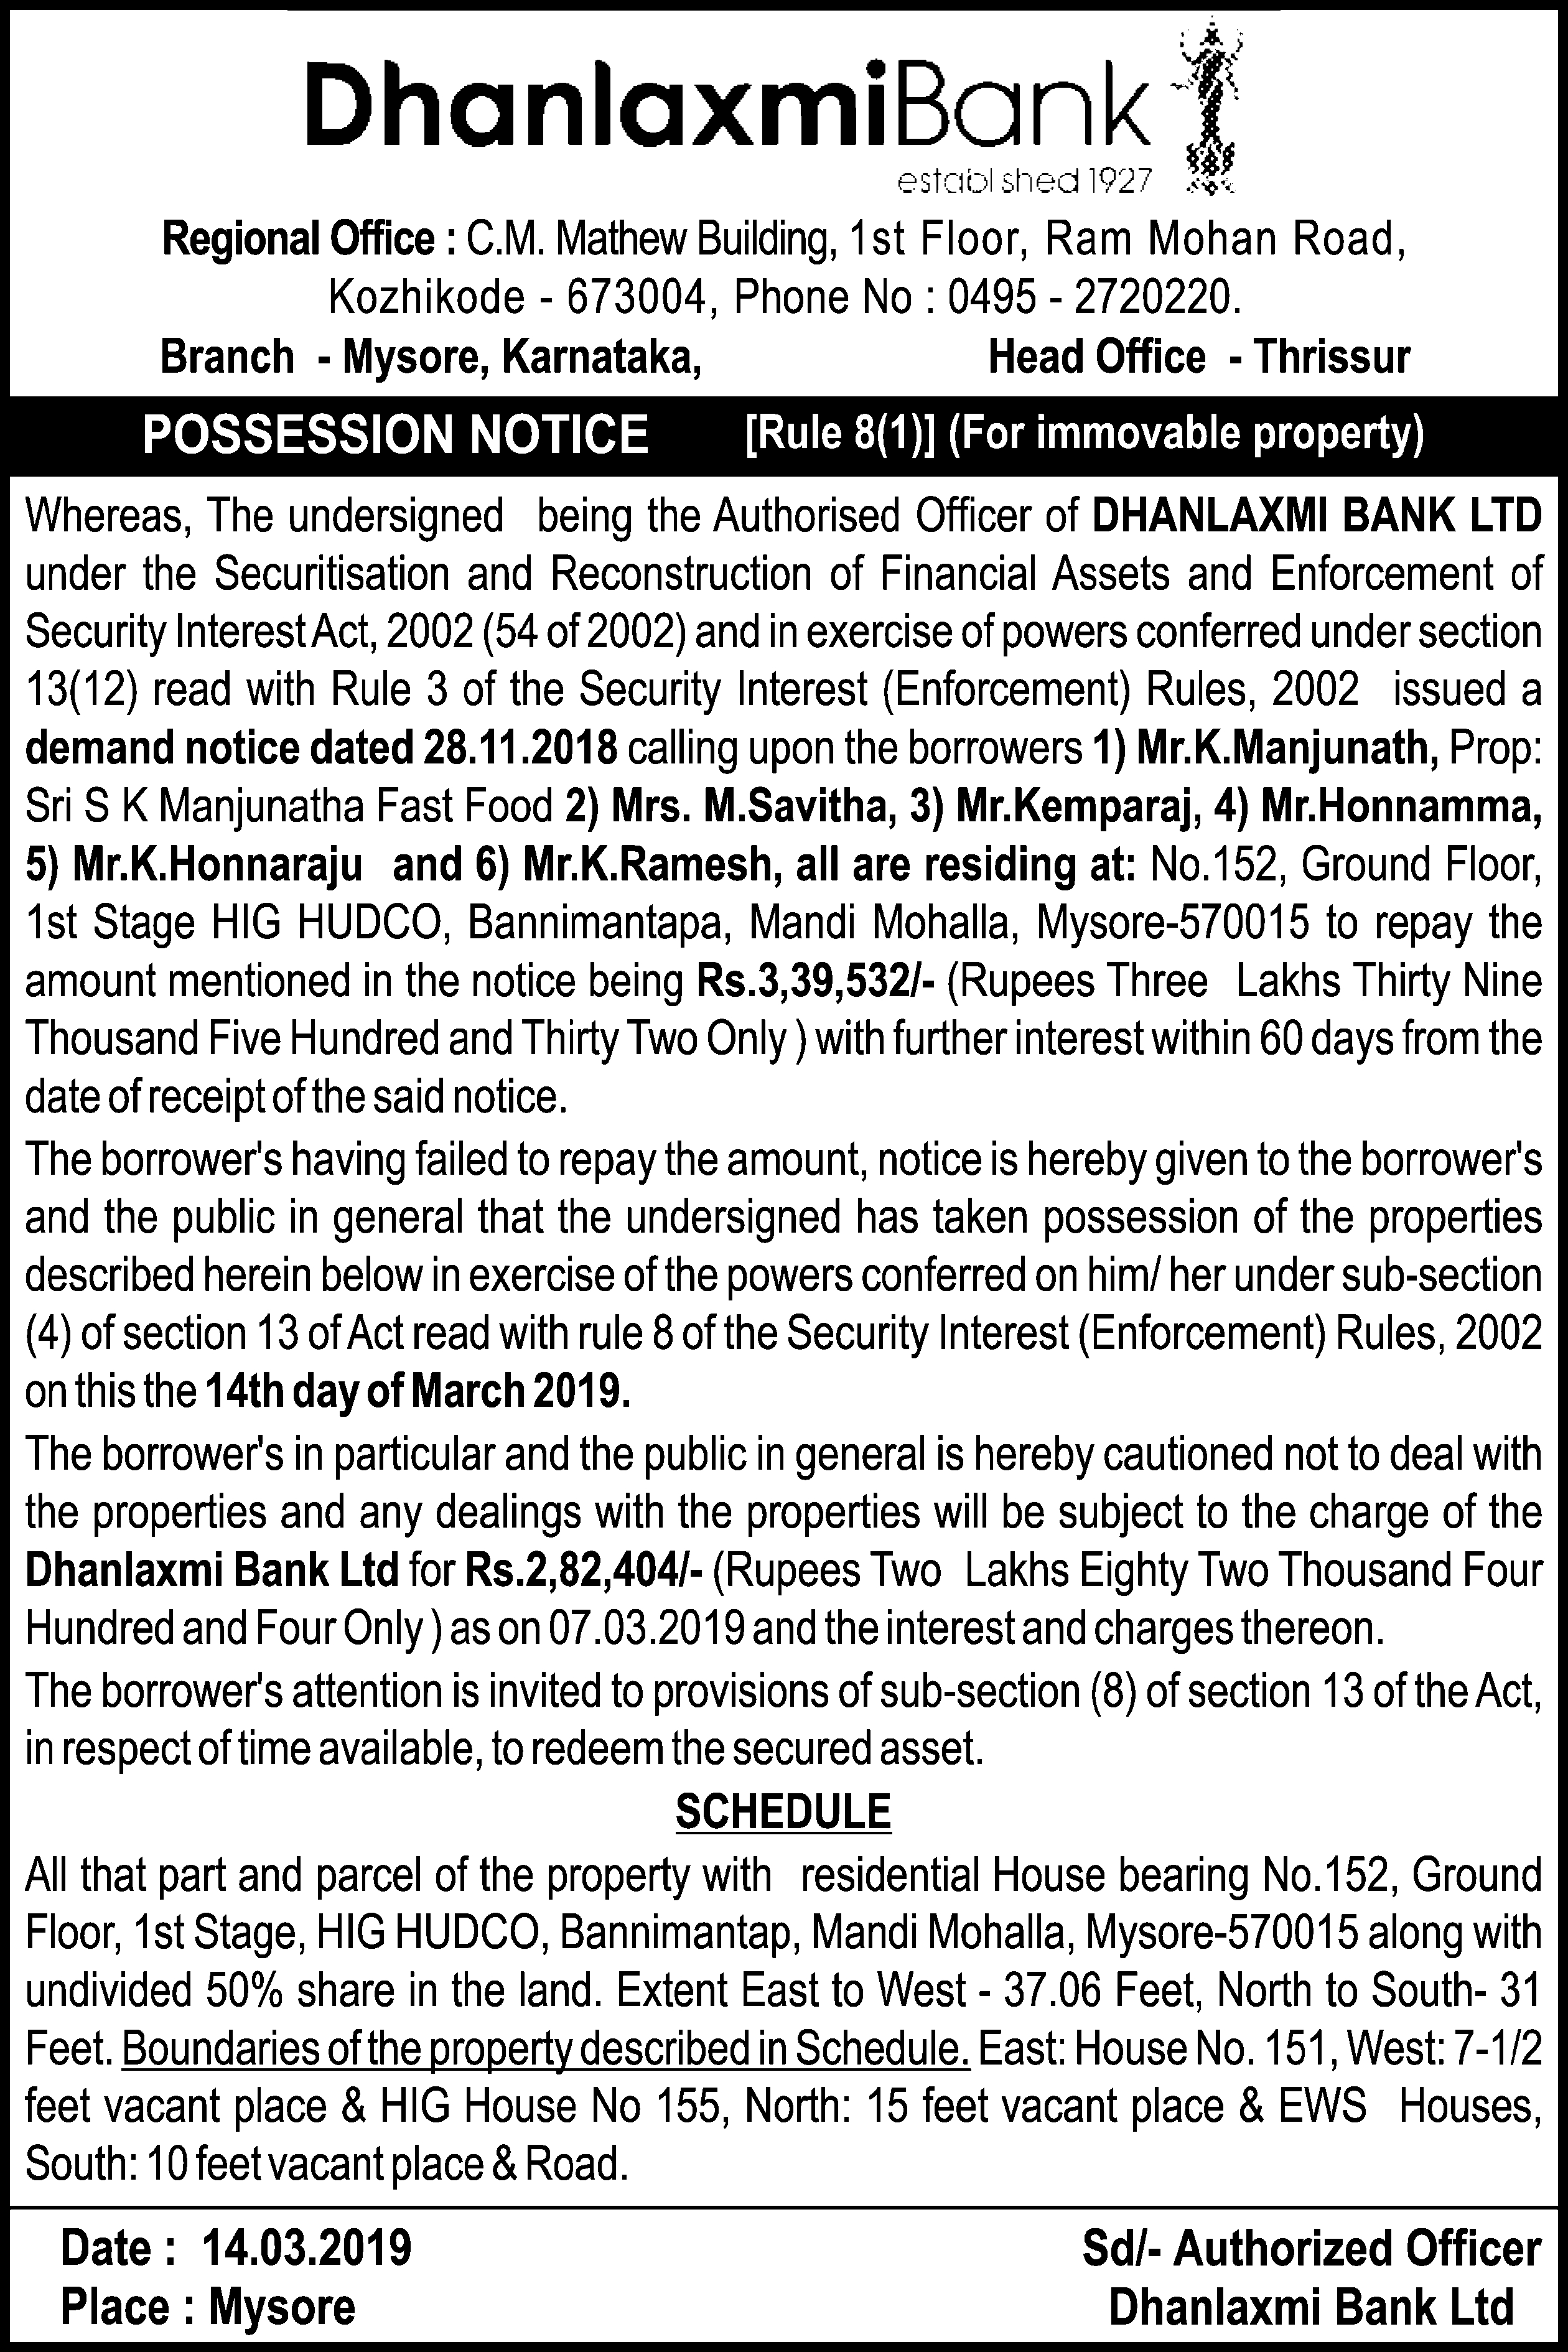 DhanlaxmiBank
establ shed 1927
Regional Office : C.M. Mathew Building, 1st Floor, Ram Mohan Road,
Kozhikode - 673004, Phone No : 0495 - 2720220.
Branch - Mysore, Karnataka, Head Office - Thrissur
POSSESSION NOTICE [Rule 8(1)] (For immovable property)
Whereas, The undersigned being the Authorised Officer of DHANLAXMI BANK LTD
under the Securitisation and Reconstruction of Financial Assets and Enforcement of
Security Interest Act, 2002 (54 of 2002) and in exercise of powers conferred under section
13(12) read with Rule 3 of the Security Interest (Enforcement) Rules, 2002 issued a
demand notice dated 28.11.2018 calling upon the borrowers 1) Mr.K.Manjunath, Prop:
Sri S K Manjunatha Fast Food 2) Mrs. M.Savitha, 3) Mr.Kemparaj, 4) Mr.Honnamma,
5) Mr.K.Honnaraju and 6) Mr.K.Ramesh, all are residing at: No.152, Ground Floor,
1st Stage HIG HUDCO, Bannimantapa, Mandi Mohalla, Mysore-570015 to repay the
amount mentioned in the notice being Rs.3,39,532/- (Rupees Three Lakhs Thirty Nine
Thousand Five Hundred and Thirty Two Only ) with further interest within 60 days from the
date of receipt of the said notice.
The borrower's having failed to repay the amount, notice is hereby given to the borrower's
and the public in general that the undersigned has taken possession of the properties
described herein below in exercise of the powers conferred on him/ her under sub-section
(4) of section 13 of Act read with rule 8 of the Security Interest (Enforcement) Rules, 2002
on this the 14th day of March 2019.
The borrower's in particular and the public in general is hereby cautioned not to deal with
the properties and any dealings with the properties will be subject to the charge of the
Dhanlaxmi Bank Ltd for Rs.2,82,404/- (Rupees Two Lakhs Eighty Two Thousand Four
Hundred and Four Only ) as on 07.03.2019 and the interest and charges thereon.
The borrower's attention is invited to provisions of sub-section (8) of section 13 of the Act,
in respect of time available, to redeem the secured asset.
SCHEDULE
All that part and parcel of the property with residential House bearing No.152, Ground
Floor, 1st Stage, HIG HUDCO, Bannimantap, Mandi Mohalla, Mysore-570015 along with
undivided 50% share in the land. Extent East to West - 37.06 Feet, North to South- 31
Feet. Boundaries of the property described in Schedule. East: House No. 151, West: 7-1/2
feet vacant place & HIG House No 155, North: 15 feet vacant place & EWS Houses,
South: 10 feet vacant place & Road.
Date : 14.03.2019 Sd/- Authorized Officer
Place : Mysore Dhanlaxmi Bank Ltd